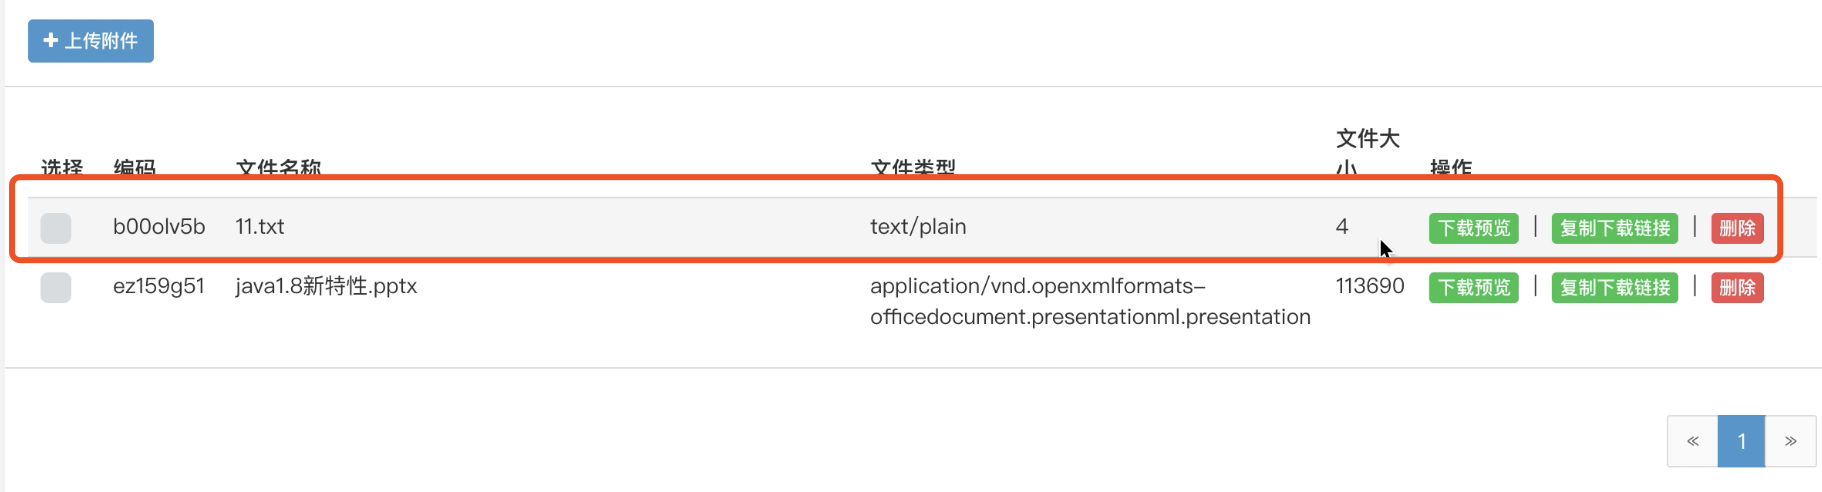 上传附件
选择 编码 文件名称 文件类型 文件大小 操作
b00olv5b 11.txt text/plain 4 下载预览 | 复制下载链接 | 删除
ez159g51 java1.8新特性.pptx application/vnd.openxmlformats-officedocument.presentationml.presentation 113690 下载预览 | 复制下载链接 | 删除
« 1 »